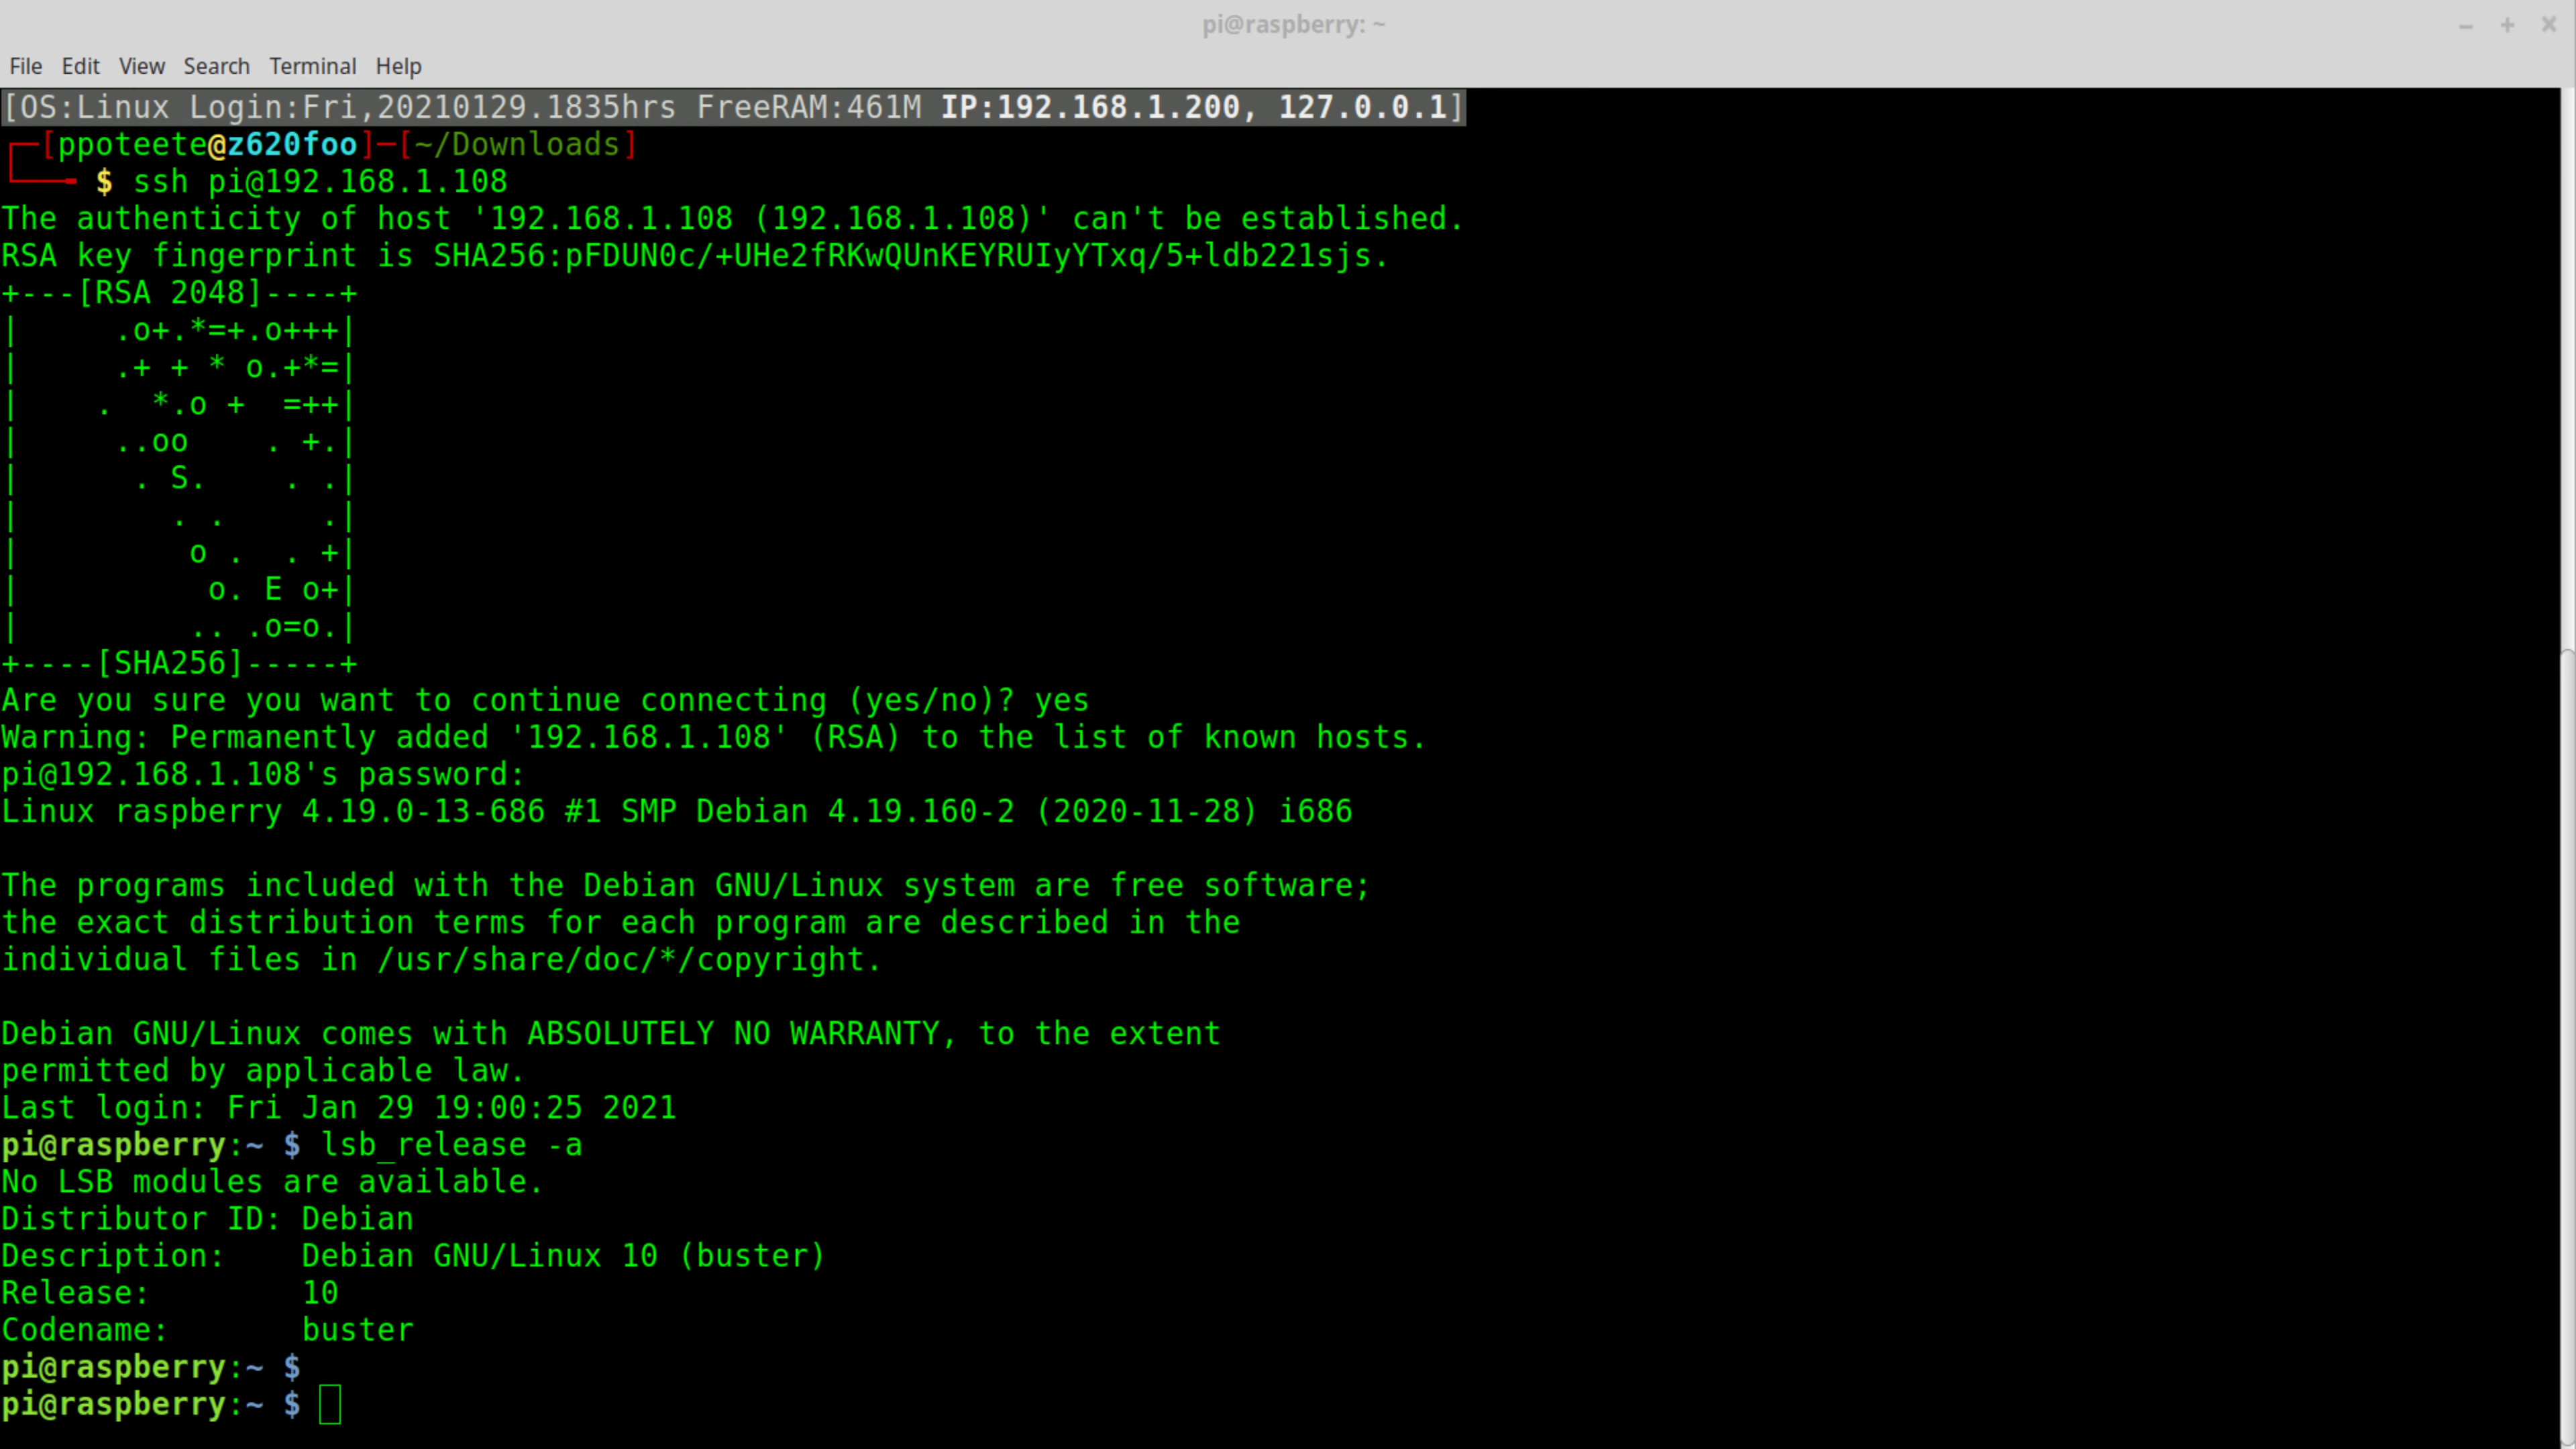 pi@raspberry: ~
File Edit View Search Terminal Help
[OS:Linux Login:Fri,20210129.1835hrs FreeRAM:461M IP:192.168.1.200, 127.0.0.1]
┌─[ppoteete@z620foo]─[~/Downloads]
└──╼ $ ssh pi@192.168.1.108
The authenticity of host '192.168.1.108 (192.168.1.108)' can't be established.
RSA key fingerprint is SHA256:pFDUN0c/+UHe2fRKwQUnKEYRUIyYTxq/5+ldb221sjs.
+---[RSA 2048]----+
|     .o+.*=+.o+++|
|     .+ + * o.+*=|
|    .  *.o +  =++|
|     ..oo    . +.|
|      . S.    . .|
|        . .     .|
|         o .  . +|
|          o. E o+|
|         .. .o=o.|
+----[SHA256]-----+
Are you sure you want to continue connecting (yes/no)? yes
Warning: Permanently added '192.168.1.108' (RSA) to the list of known hosts.
pi@192.168.1.108's password:
Linux raspberry 4.19.0-13-686 #1 SMP Debian 4.19.160-2 (2020-11-28) i686
The programs included with the Debian GNU/Linux system are free software;
the exact distribution terms for each program are described in the
individual files in /usr/share/doc/*/copyright.
Debian GNU/Linux comes with ABSOLUTELY NO WARRANTY, to the extent
permitted by applicable law.
Last login: Fri Jan 29 19:00:25 2021
pi@raspberry:~ $ lsb_release -a
No LSB modules are available.
Distributor ID: Debian
Description:    Debian GNU/Linux 10 (buster)
Release:        10
Codename:       buster
pi@raspberry:~ $
pi@raspberry:~ $